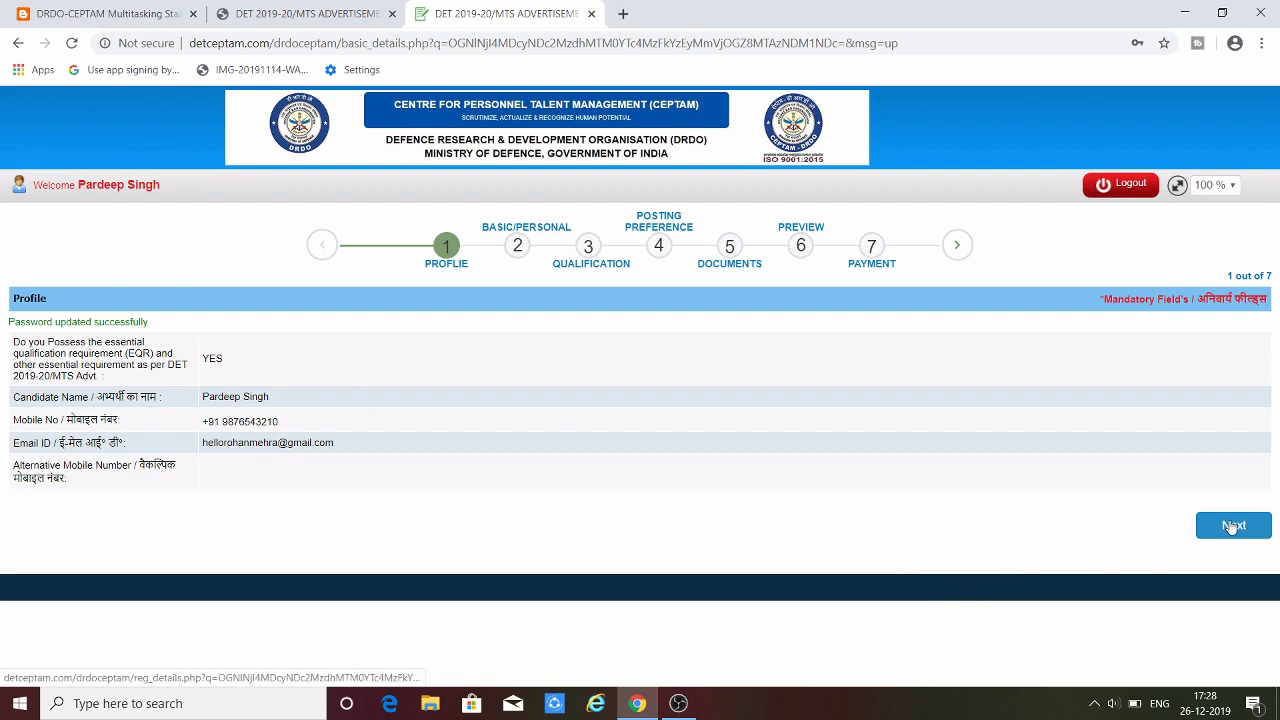 DRDO-CEPTAM Multitasking Sta
DET 2019-20/MTS ADVERTISEME
DET 2019-20/MTS ADVERTISEME
Not secure | detceptam.com/drdoceptam/basic_details.php?q=OGNlNjI4MDcyNDc2MzdhMTM0YTc4MzFkYzEyMmVjOGZ8MTAzNDM1NDc=&msg=up
Apps
Use app signing by...
IMG-20191114-WA...
Settings
CENTRE FOR PERSONNEL TALENT MANAGEMENT (CEPTAM)
SCRUTINIZE, ACTUALIZE & RECOGNIZE HUMAN POTENTIAL
DEFENCE RESEARCH & DEVELOPMENT ORGANISATION (DRDO)
MINISTRY OF DEFENCE, GOVERNMENT OF INDIA
DRDO
CEPTAM
ISO 9001:2015
Welcome Pardeep Singh
Logout
100 %
POSTING
BASIC/PERSONAL PREFERENCE PREVIEW
1 2 3 4 5 6 7
PROFLIE QUALIFICATION DOCUMENTS PAYMENT
1 out of 7
Profile
*Mandatory Field's / अनिवार्य फील्ड्स
Password updated successfully
Do you Possess the essential
qualification requirement (EQR) and
other essential requirement as per DET
2019-20/MTS Advt. :
YES
Candidate Name / अभ्यर्थी का नाम : Pardeep Singh
Mobile No / मोबाइल नंबर: +91 9876543210
Email ID / ई-मेल आई° डी°: hellorohanmehra@gmail.com
Alternative Mobile Number / वैकल्पिक
मोबाइल नंबर:
Next
detceptam.com/drdoceptam/reg_details.php?q=OGNlNjI4MDcyNDc2MzdhMTM0YTc4MzFkY...
Type here to search
ENG
17:28
26-12-2019